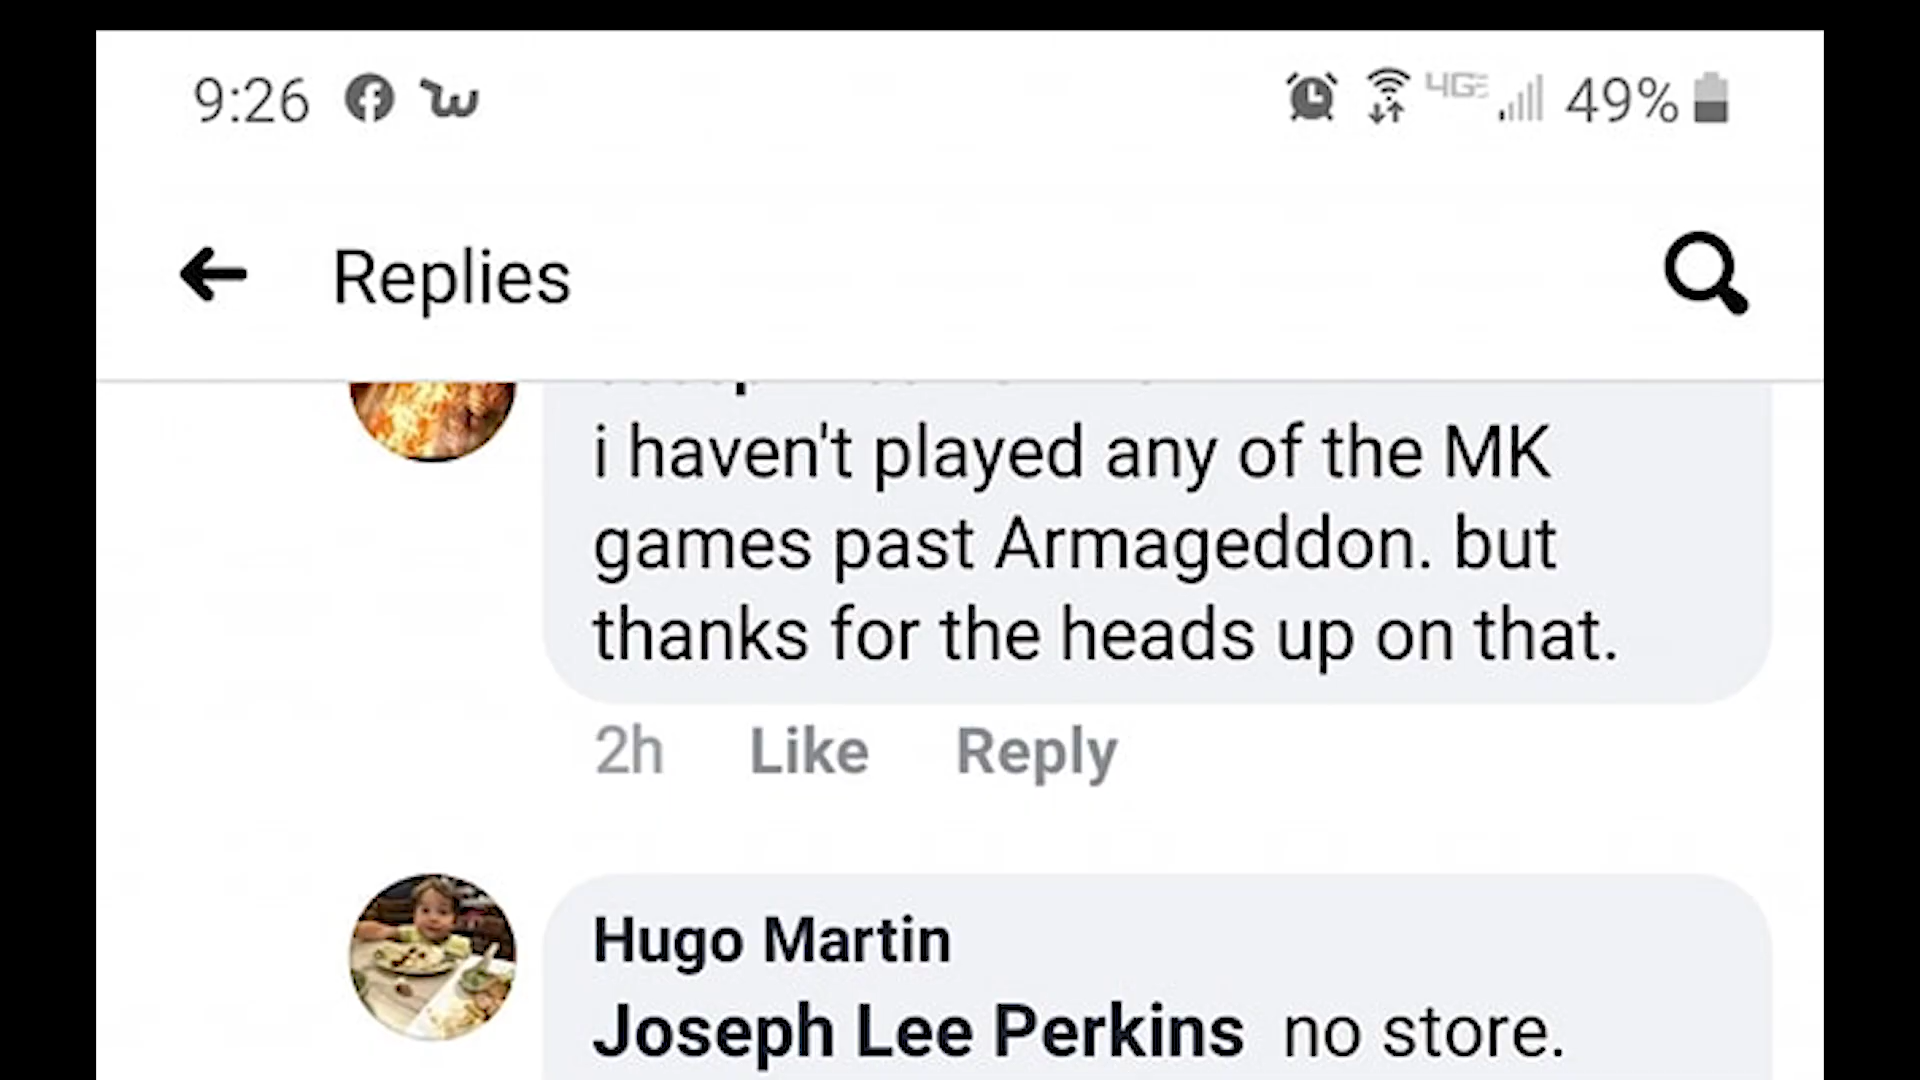 9:26 4GE 49%
Replies
i haven't played any of the MK
games past Armageddon. but
thanks for the heads up on that.
2h Like Reply
Hugo Martin
Joseph Lee Perkins no store.